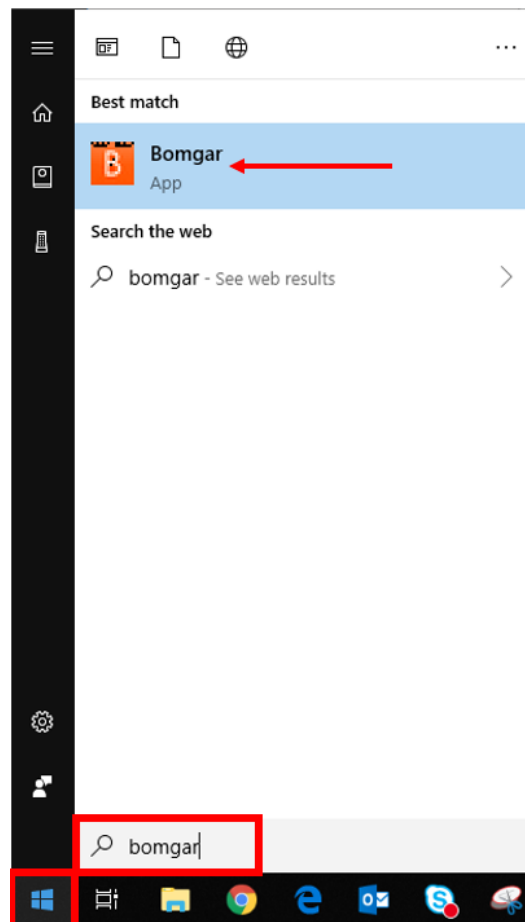 Best match
B
Bomgar
App
Search the web
bomgar - See web results
bomgar